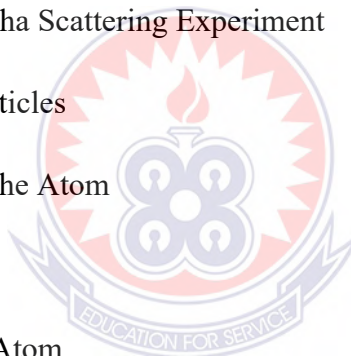 ha Scattering Experiment
ticles
he Atom
EDUCATION FOR SERVICE
Atom